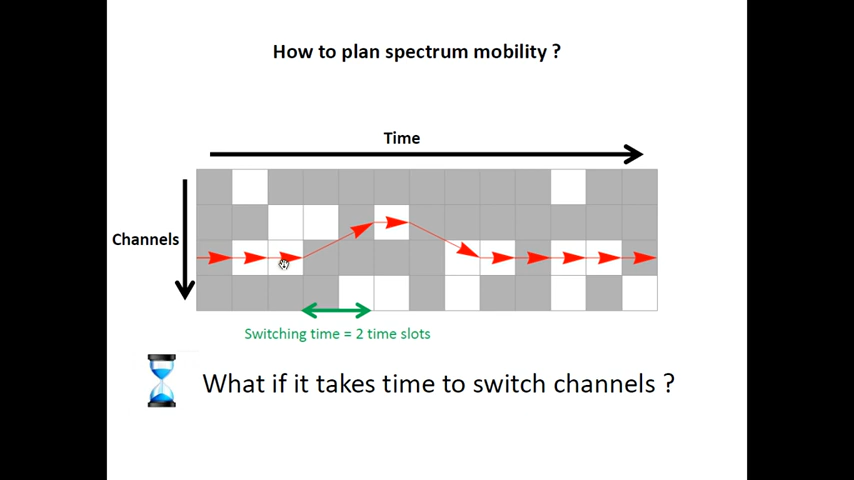 How to plan spectrum mobility ?
Time
Channels
Switching time = 2 time slots
What if it takes time to switch channels ?